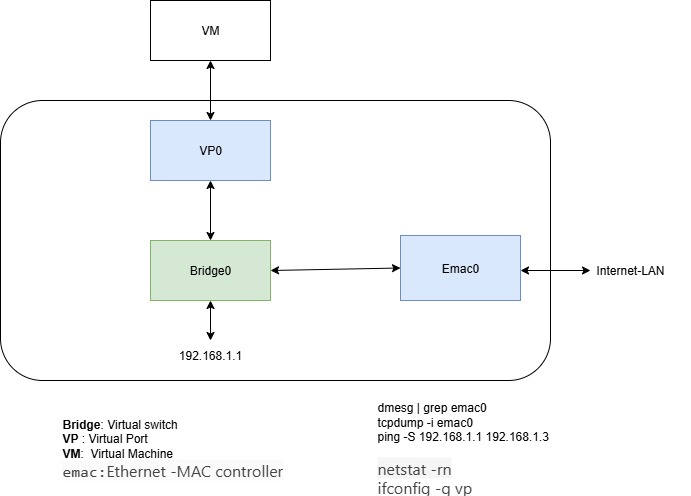 VM
VP0
Bridge0
Emac0
Internet-LAN
192.168.1.1
Bridge: Virtual switch
VP : Virtual Port
VM:  Virtual Machine
emac:Ethernet -MAC controller
dmesg | grep emac0
tcpdump -i emac0
ping -S 192.168.1.1 192.168.1.3
netstat -rn
ifconfig -g vp